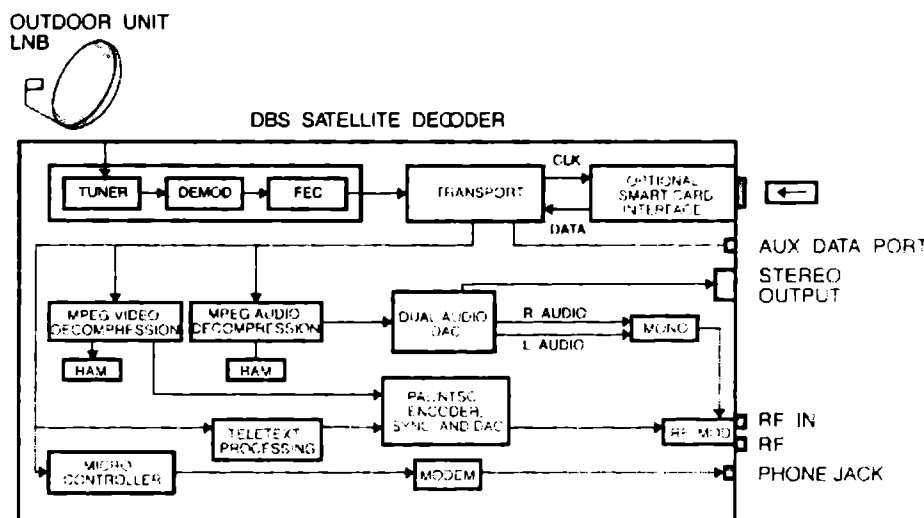 OUTDOOR UNIT
LNB
DBS SATELLITE DECODER
TUNER
DEMOD
FEC
TRANSPORT
CLK
DATA
OPTIONAL
SMART CARD
INTERFACE
AUX DATA PORT
STEREO
OUTPUT
MPEG VIDEO
DECOMPRESSION
MPEG AUDIO
DECOMPRESSION
DUAL AUDIO
DAC
R AUDIO
L AUDIO
MONO
RAM
RAM
PAL/NTSC
ENCODER,
SYNC, AND DAC
TELETEXT
PROCESSING
RF MOD
RF IN
RF
MICRO
CONTROLLER
MODEM
PHONE JACK